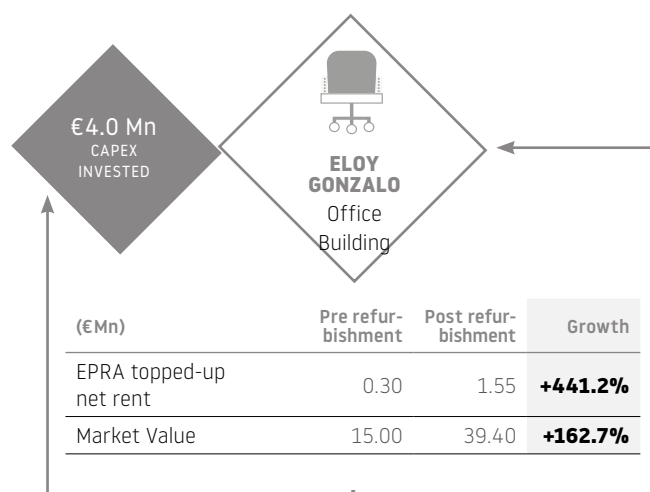 €4.0 Mn
CAPEX
INVESTED
ELOY
GONZALO
Office
Building
(€Mn) Pre refur-bishment Post refur-bishment Growth
EPRA topped-up
net rent 0.30 1.55 +441.2%
Market Value 15.00 39.40 +162.7%